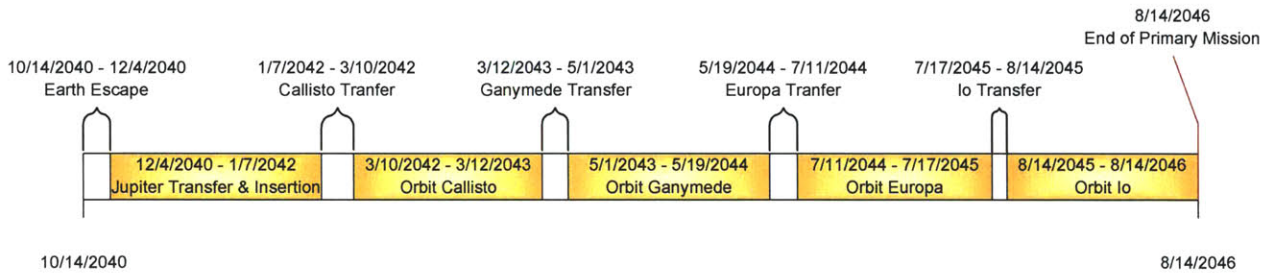 8/14/2046
End of Primary Mission
10/14/2040 - 12/4/2040
Earth Escape
1/7/2042 - 3/10/2042
Callisto Tranfer
3/12/2043 - 5/1/2043
Ganymede Transfer
5/19/2044 - 7/11/2044
Europa Tranfer
7/17/2045 - 8/14/2045
Io Transfer
12/4/2040 - 1/7/2042
Jupiter Transfer & Insertion
3/10/2042 - 3/12/2043
Orbit Callisto
5/1/2043 - 5/19/2044
Orbit Ganymede
7/11/2044 - 7/17/2045
Orbit Europa
8/14/2045 - 8/14/2046
Orbit Io
10/14/2040
8/14/2046